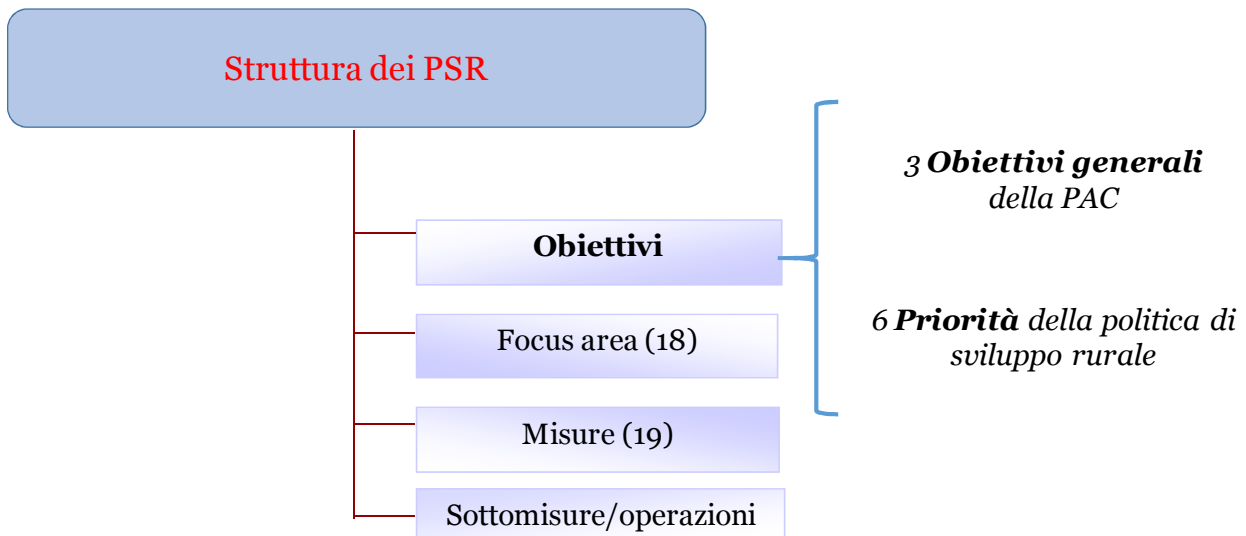 Struttura dei PSR
3 Obiettivi generali
della PAC
Obiettivi
6 Priorità della politica di
sviluppo rurale
Focus area (18)
Misure (19)
Sottomisure/operazioni